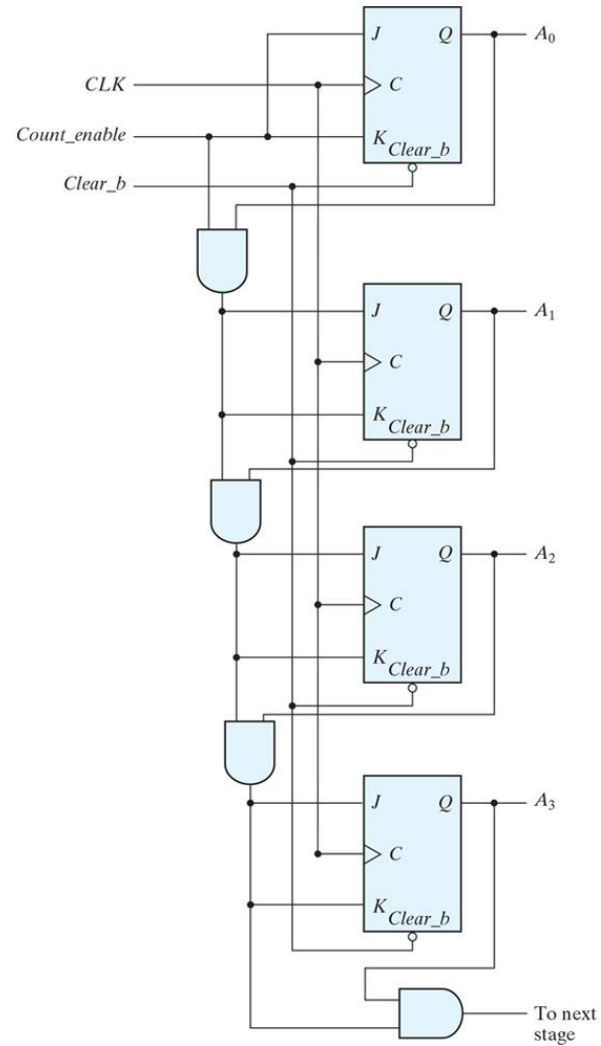 J Q A0
CLK C
Count_enable K Clear_b
Clear_b
J Q A1
C
K Clear_b
J Q A2
C
K Clear_b
J Q A3
C
K Clear_b
To next
stage